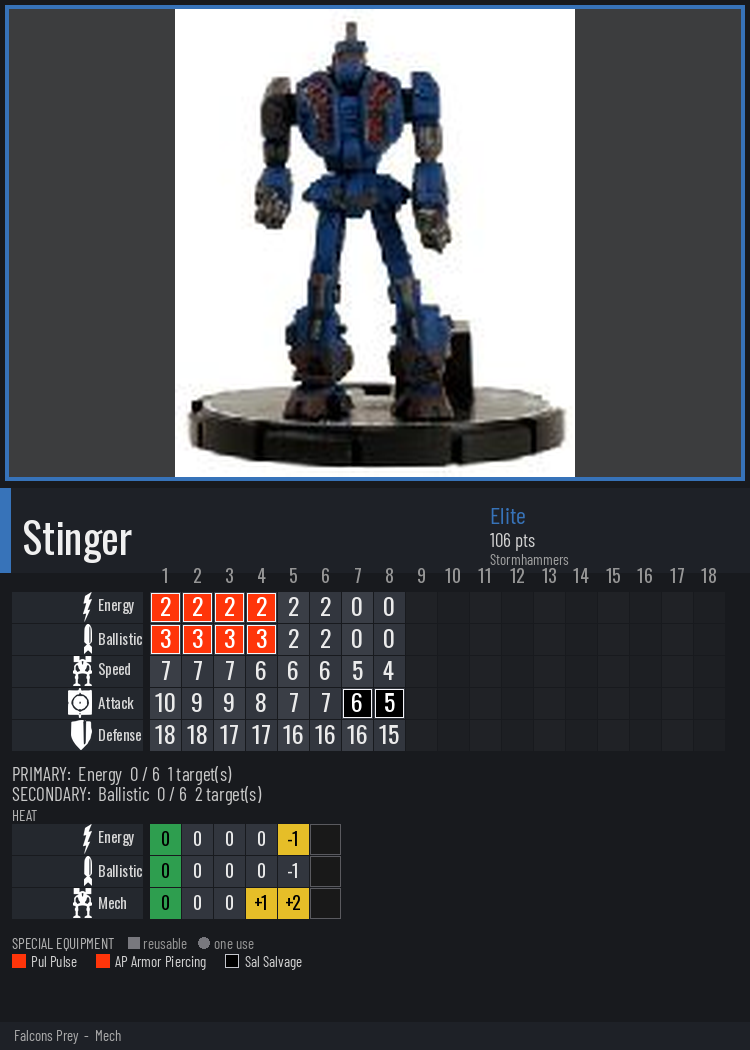 Stinger
Elite
106 pts
Stormhammers
1 2 3 4 5 6 7 8 9 10 11 12 13 14 15 16 17 18
Energy 2 2 2 2 2 2 0 0
Ballistic 3 3 3 3 2 2 0 0
Speed 7 7 7 6 6 6 5 4
Attack 10 9 9 8 7 7 6 5
Defense 18 18 17 17 16 16 16 15
PRIMARY: Energy 0 / 6 1 target(s)
SECONDARY: Ballistic 0 / 6 2 target(s)
HEAT
Energy 0 0 0 0 -1
Ballistic 0 0 0 0 -1
Mech 0 0 0 +1 +2
SPECIAL EQUIPMENT reusable one use
Pul Pulse AP Armor Piercing Sal Salvage
Falcons Prey - Mech